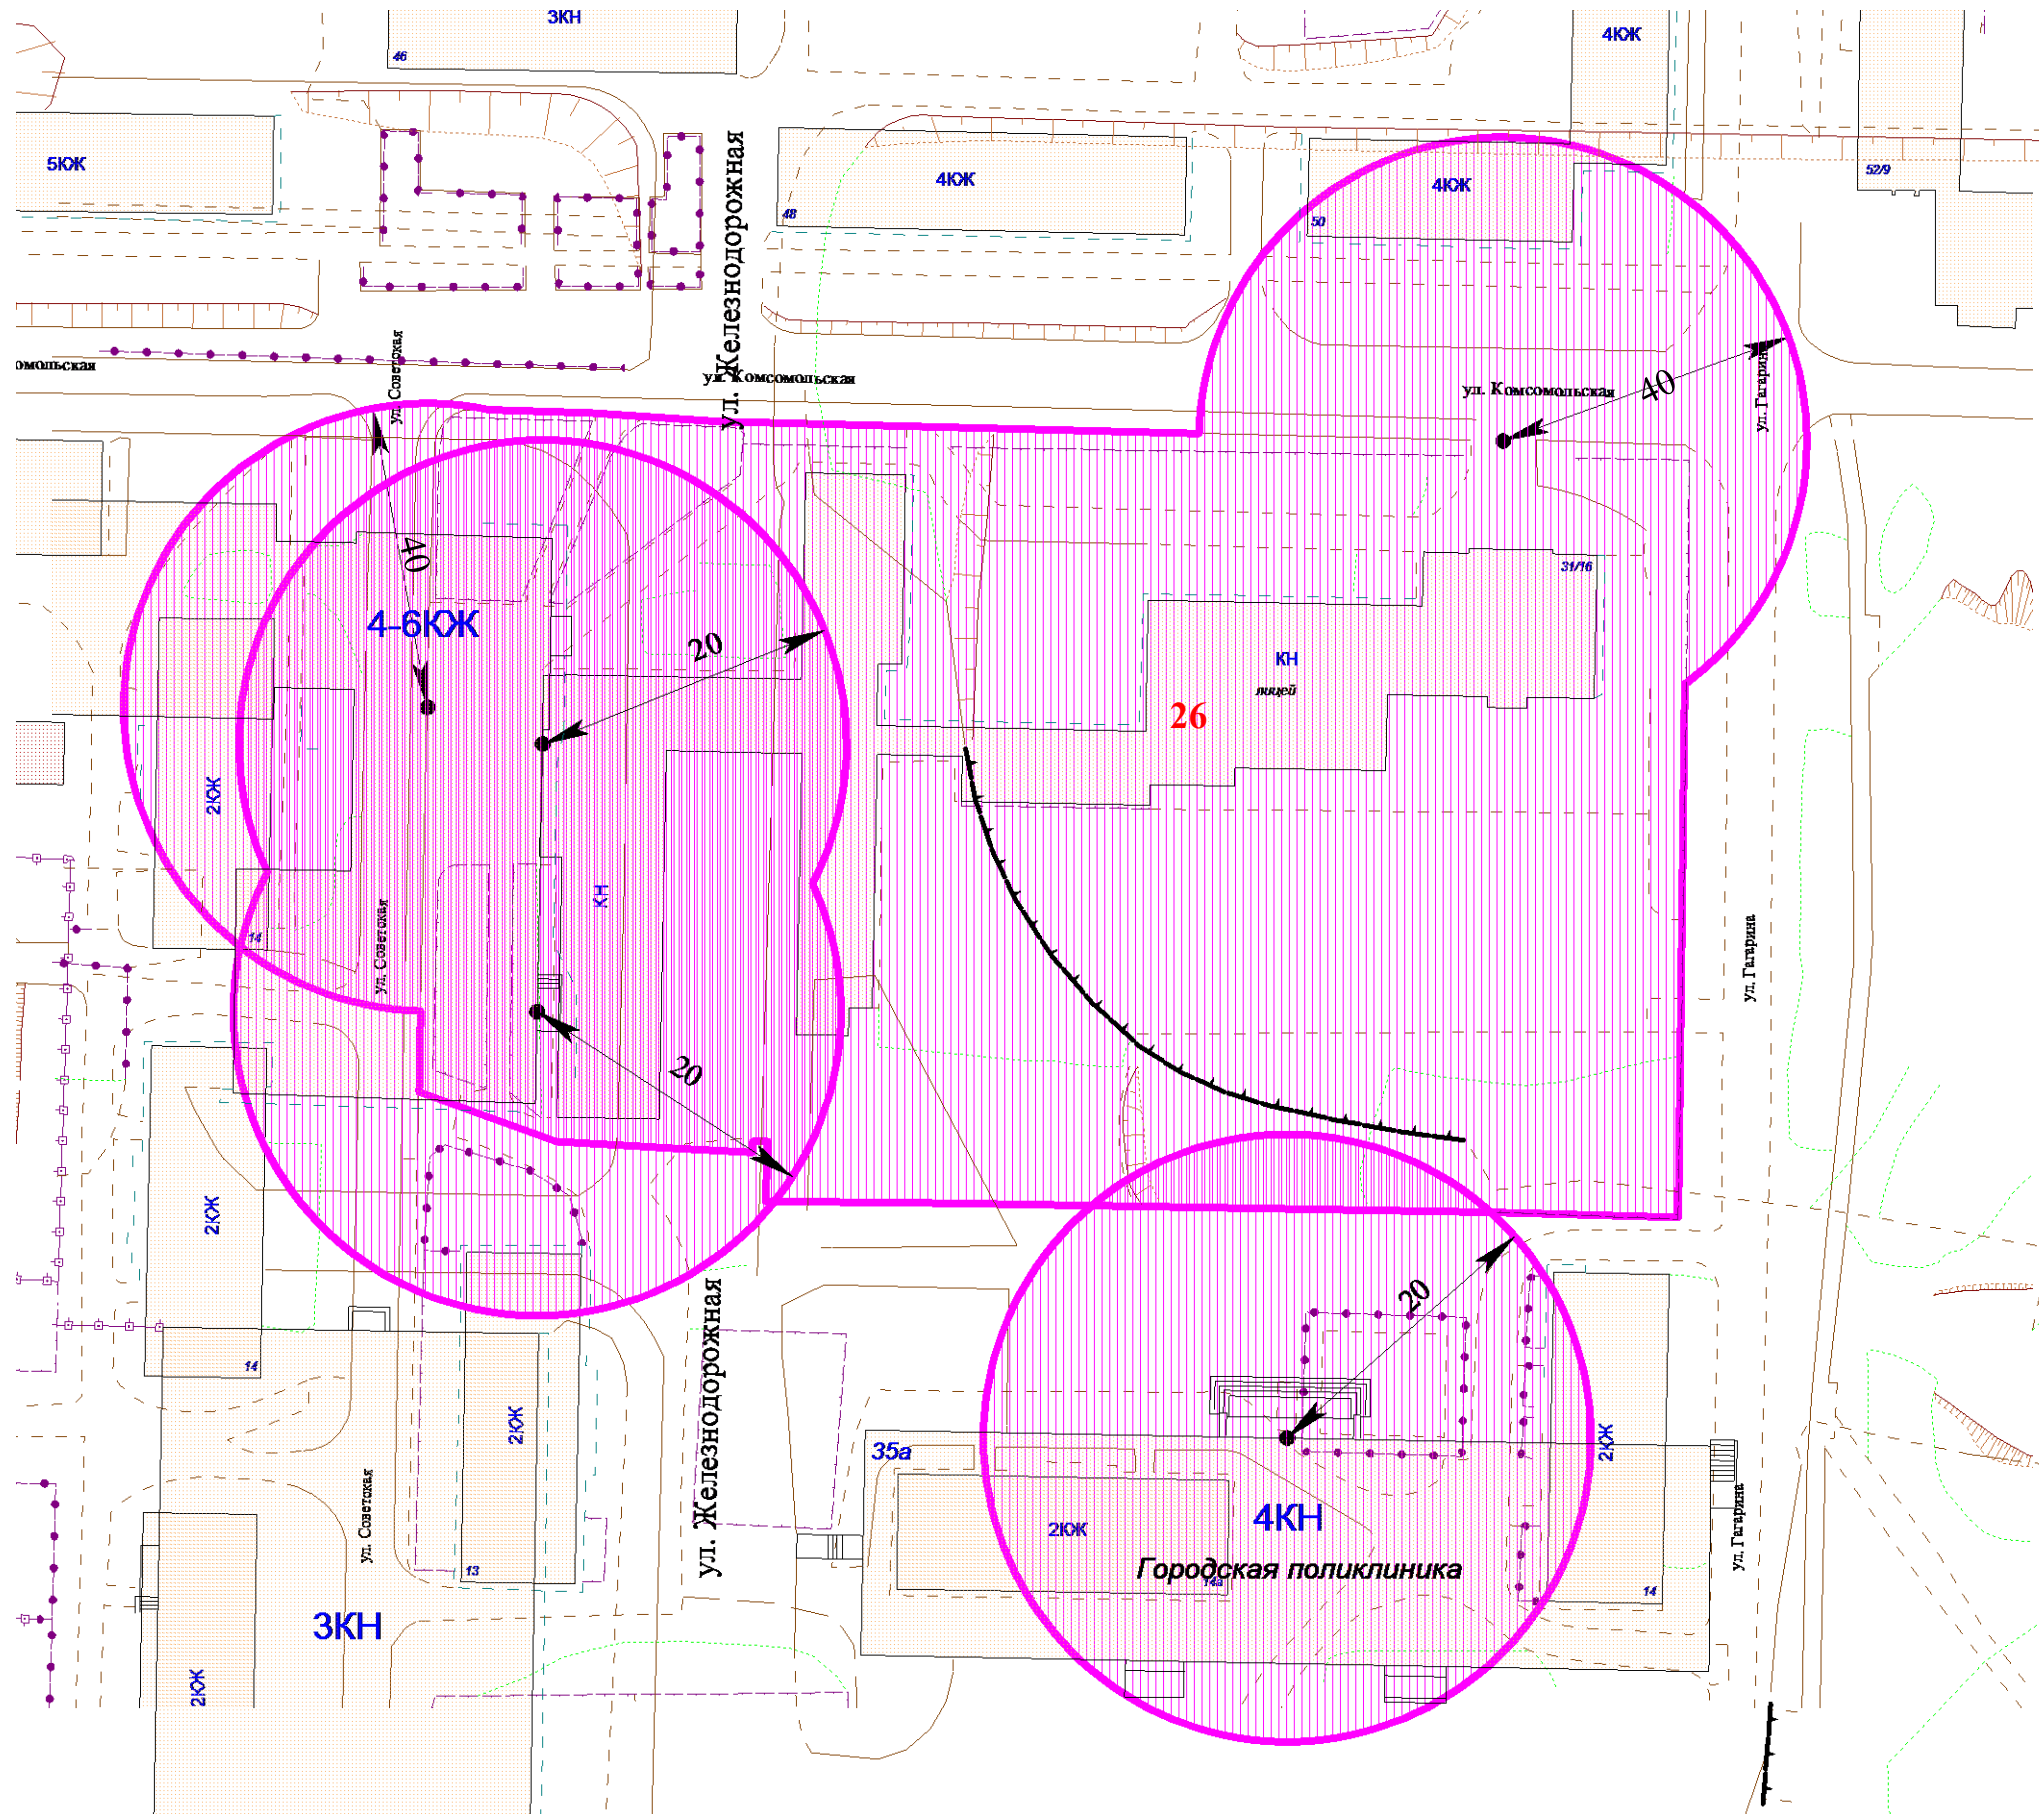 3КН
46
4КЖ
5КЖ
4КЖ
48
4КЖ
50
52/9
ул. Железнодорожная
ул. Советская
омольская
ул. Комсомольская
ул. Комсомольская
40
ул. Гагарина
40
4-6КЖ
20
31/16
КН
лицей
26
2КЖ
КН
14
ул. Советская
ул. Гагарина
20
2КЖ
14
ул. Железнодорожная
20
2КЖ
13
ул. Советская
35а
2КЖ
4КН
2КЖ
Городская поликлиника
14а
14
ул. Гагарина
3КН
2КЖ